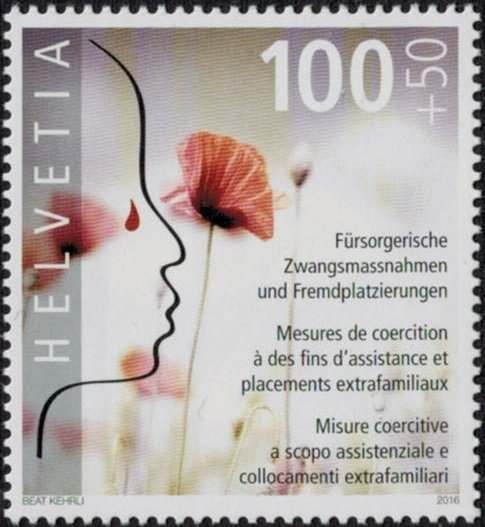 HELVETIA
100
+50
Fürsorgerische
Zwangsmassnahmen
und Fremdplatzierungen
Mesures de coercition
à des fins d'assistance et
placements extrafamiliaux
Misure coercitive
a scopo assistenziale e
collocamenti extrafamiliari
BEAT KEHRLI
2016